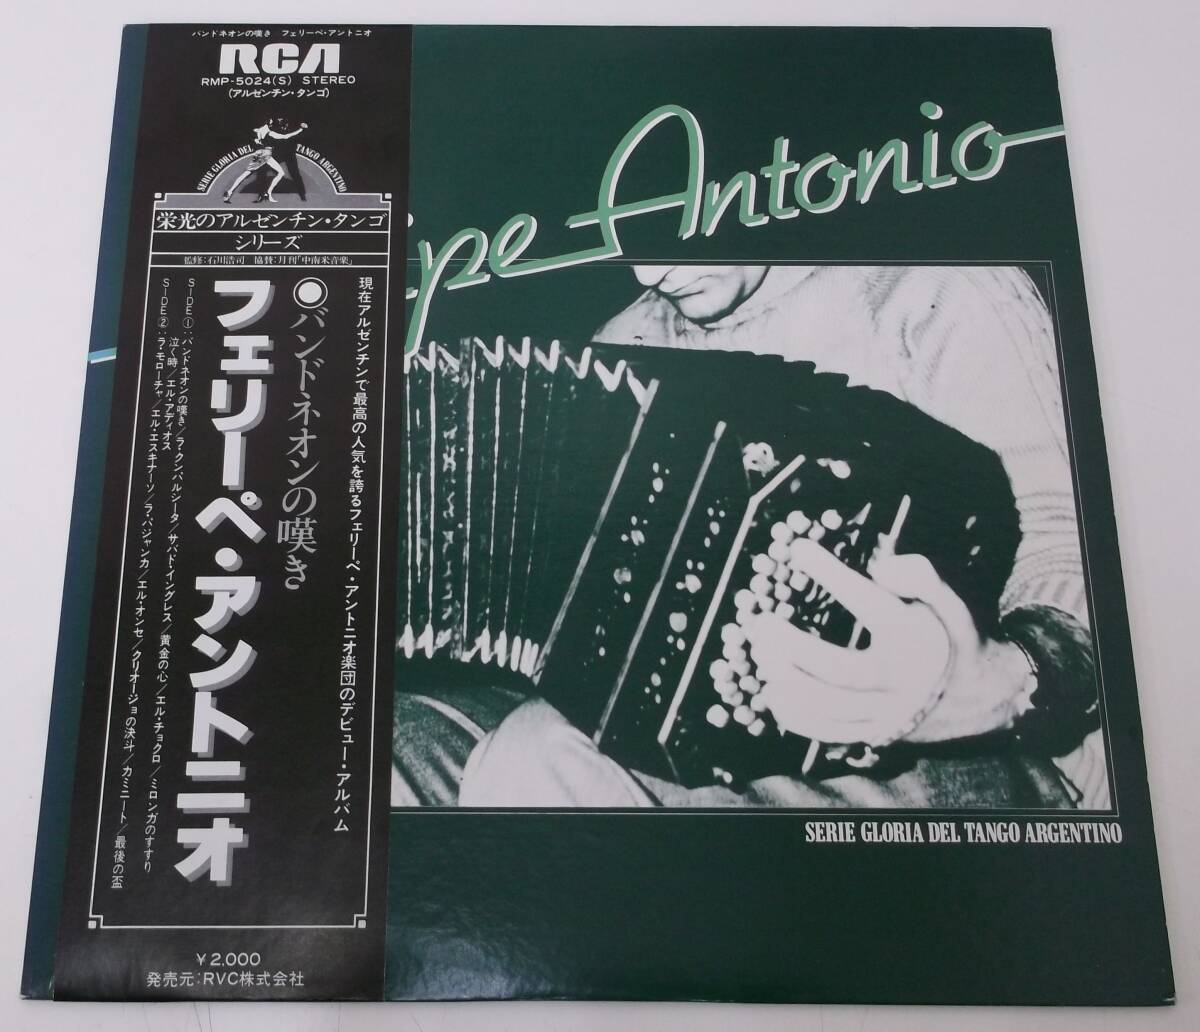 バンドネオンの嘆き フェリーペ・アントニオ
RCA
RMP-5024(S) STEREO
(アルゼンチン・タンゴ)
SERIE GLORIA DEL TANGO ARGENTINO
栄光のアルゼンチン・タンゴ
シリーズ
監修:石川浩司 協賛:月刊「中南米音楽」
現在アルゼンチンで最高の人気を誇るフェリーペ・アントニオ楽団のデビュー・アルバム
◉バンドネオンの嘆き
フェリーペ・アントニオ
SIDE①:バンドネオンの嘆き/ラ・クンパルシータ/サバド・イングレス/黄金の心/エル・チョクロ/ミロンガのすすり
泣く時/エル・アディオス
SIDE②:ラ・モローチャ/エル・エスキナーソ/ラ・パジャンカ/エル・オンセ/クリオージョの決斗/カミニート/最後の盃
¥2,000
発売元:RVC株式会社
ipe Antonio
SERIE GLORIA DEL TANGO ARGENTINO